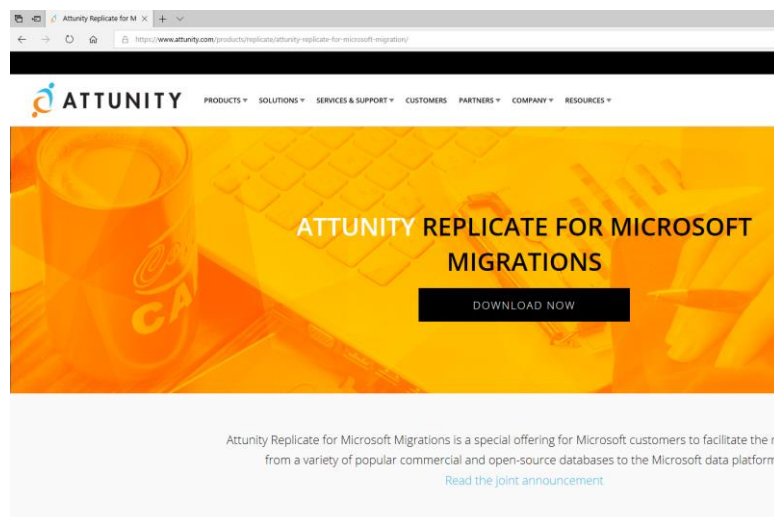 Attunity Replicate for M
https://www.attunity.com/products/replicate/attunity-replicate-for-microsoft-migration/
ATTUNITY
PRODUCTS SOLUTIONS SERVICES & SUPPORT CUSTOMERS PARTNERS COMPANY RESOURCES
ATTUNITY REPLICATE FOR MICROSOFT
MIGRATIONS
DOWNLOAD NOW
CA
Attunity Replicate for Microsoft Migrations is a special offering for Microsoft customers to facilitate the
from a variety of popular commercial and open-source databases to the Microsoft data platform
Read the joint announcement